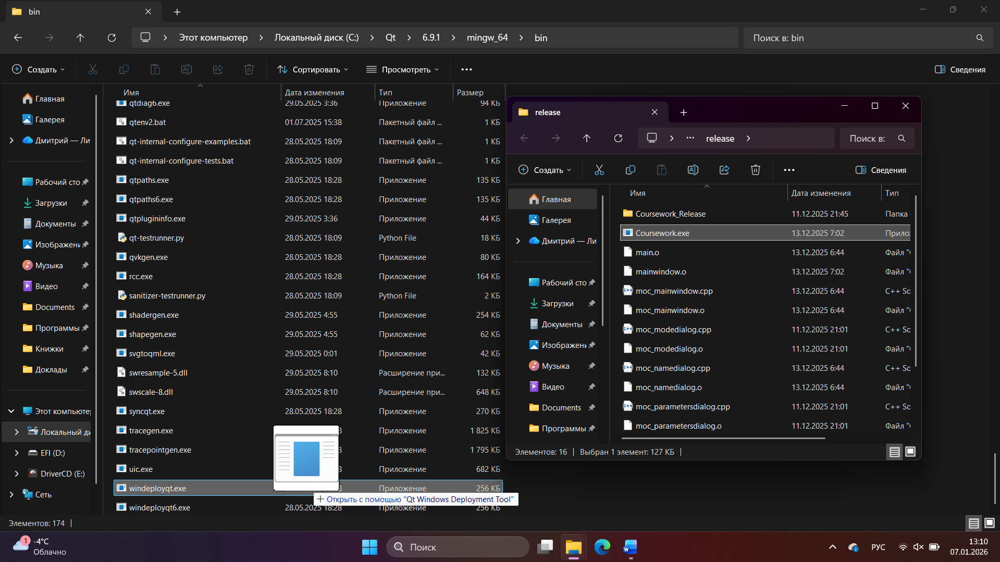 bin
Этот компьютер
Локальный диск (C:)
Qt
6.9.1
mingw_64
bin
Поиск в: bin
Создать
Сортировать
Просмотреть
Сведения
Главная
Галерея
Дмитрий — Ли
Рабочий сто
Загрузки
Документы
Изображени
Музыка
Видео
Documents
Программы
Книжки
Доклады
Этот компьютер
Локальный ди
EFI (D:)
DriverCD (E:)
Сеть
Имя Дата изменения Тип Размер
qtdiag6.exe 29.05.2025 3:36 Приложение 94 КБ
qtenv2.bat 01.07.2025 15:38 Пакетный файл ... 1 КБ
qt-internal-configure-examples.bat 28.05.2025 18:09 Пакетный файл ... 1 КБ
qt-internal-configure-tests.bat 28.05.2025 18:09 Пакетный файл ... 1 КБ
qtpaths.exe 28.05.2025 18:28 Приложение 135 КБ
qtpaths6.exe 28.05.2025 18:28 Приложение 135 КБ
qtplugininfo.exe 29.05.2025 3:36 Приложение 44 КБ
qt-testrunner.py 28.05.2025 18:09 Python File 18 КБ
qvkgen.exe 28.05.2025 18:28 Приложение 80 КБ
rcc.exe 28.05.2025 18:28 Приложение 164 КБ
sanitizer-testrunner.py 28.05.2025 18:09 Python File 2 КБ
shadergen.exe 29.05.2025 4:55 Приложение 254 КБ
shapegen.exe 29.05.2025 4:55 Приложение 62 КБ
svgtoqml.exe 29.05.2025 0:01 Приложение 42 КБ
swresample-5.dll 29.05.2025 8:10 Расширение при... 132 КБ
swscale-8.dll 29.05.2025 8:10 Расширение при... 648 КБ
syncqt.exe 28.05.2025 18:28 Приложение 270 КБ
tracegen.exe 3 Приложение 1 825 КБ
tracepointgen.exe 3 Приложение 1 795 КБ
uic.exe 3 Приложение 682 КБ
windeployqt.exe 3 Приложение 256 КБ
+ Открыть с помощью "Qt Windows Deployment Tool"
windeployqt6.exe 28.05.2025 18:28 Приложение 256 КБ
Элементов: 174
release
release
Поиск в:
Создать
Сведения
Главная
Галерея
Дмитрий — Ли
Рабочий сто
Загрузки
Документы
Изображени
Музыка
Видео
Documents
Программы
Имя Дата изменения Тип
Coursework_Release 11.12.2025 21:45 Папка
Coursework.exe 13.12.2025 7:02 Прило
main.o 13.12.2025 6:44 Файл "
mainwindow.o 13.12.2025 7:02 Файл "
moc_mainwindow.cpp 13.12.2025 6:44 C++ So
moc_mainwindow.o 13.12.2025 6:44 Файл "
moc_modedialog.cpp 11.12.2025 21:01 C++ So
moc_modedialog.o 11.12.2025 21:01 Файл "
moc_namedialog.cpp 13.12.2025 6:44 C++ So
moc_namedialog.o 13.12.2025 6:44 Файл "
moc_parametersdialog.cpp 11.12.2025 21:01 C++ So
moc_parametersdialog.o 11.12.2025 21:01 Файл "
Элементов: 16 Выбран 1 элемент: 127 КБ
1
-4°C
Облачно
Поиск
РУС
13:10
07.01.2026